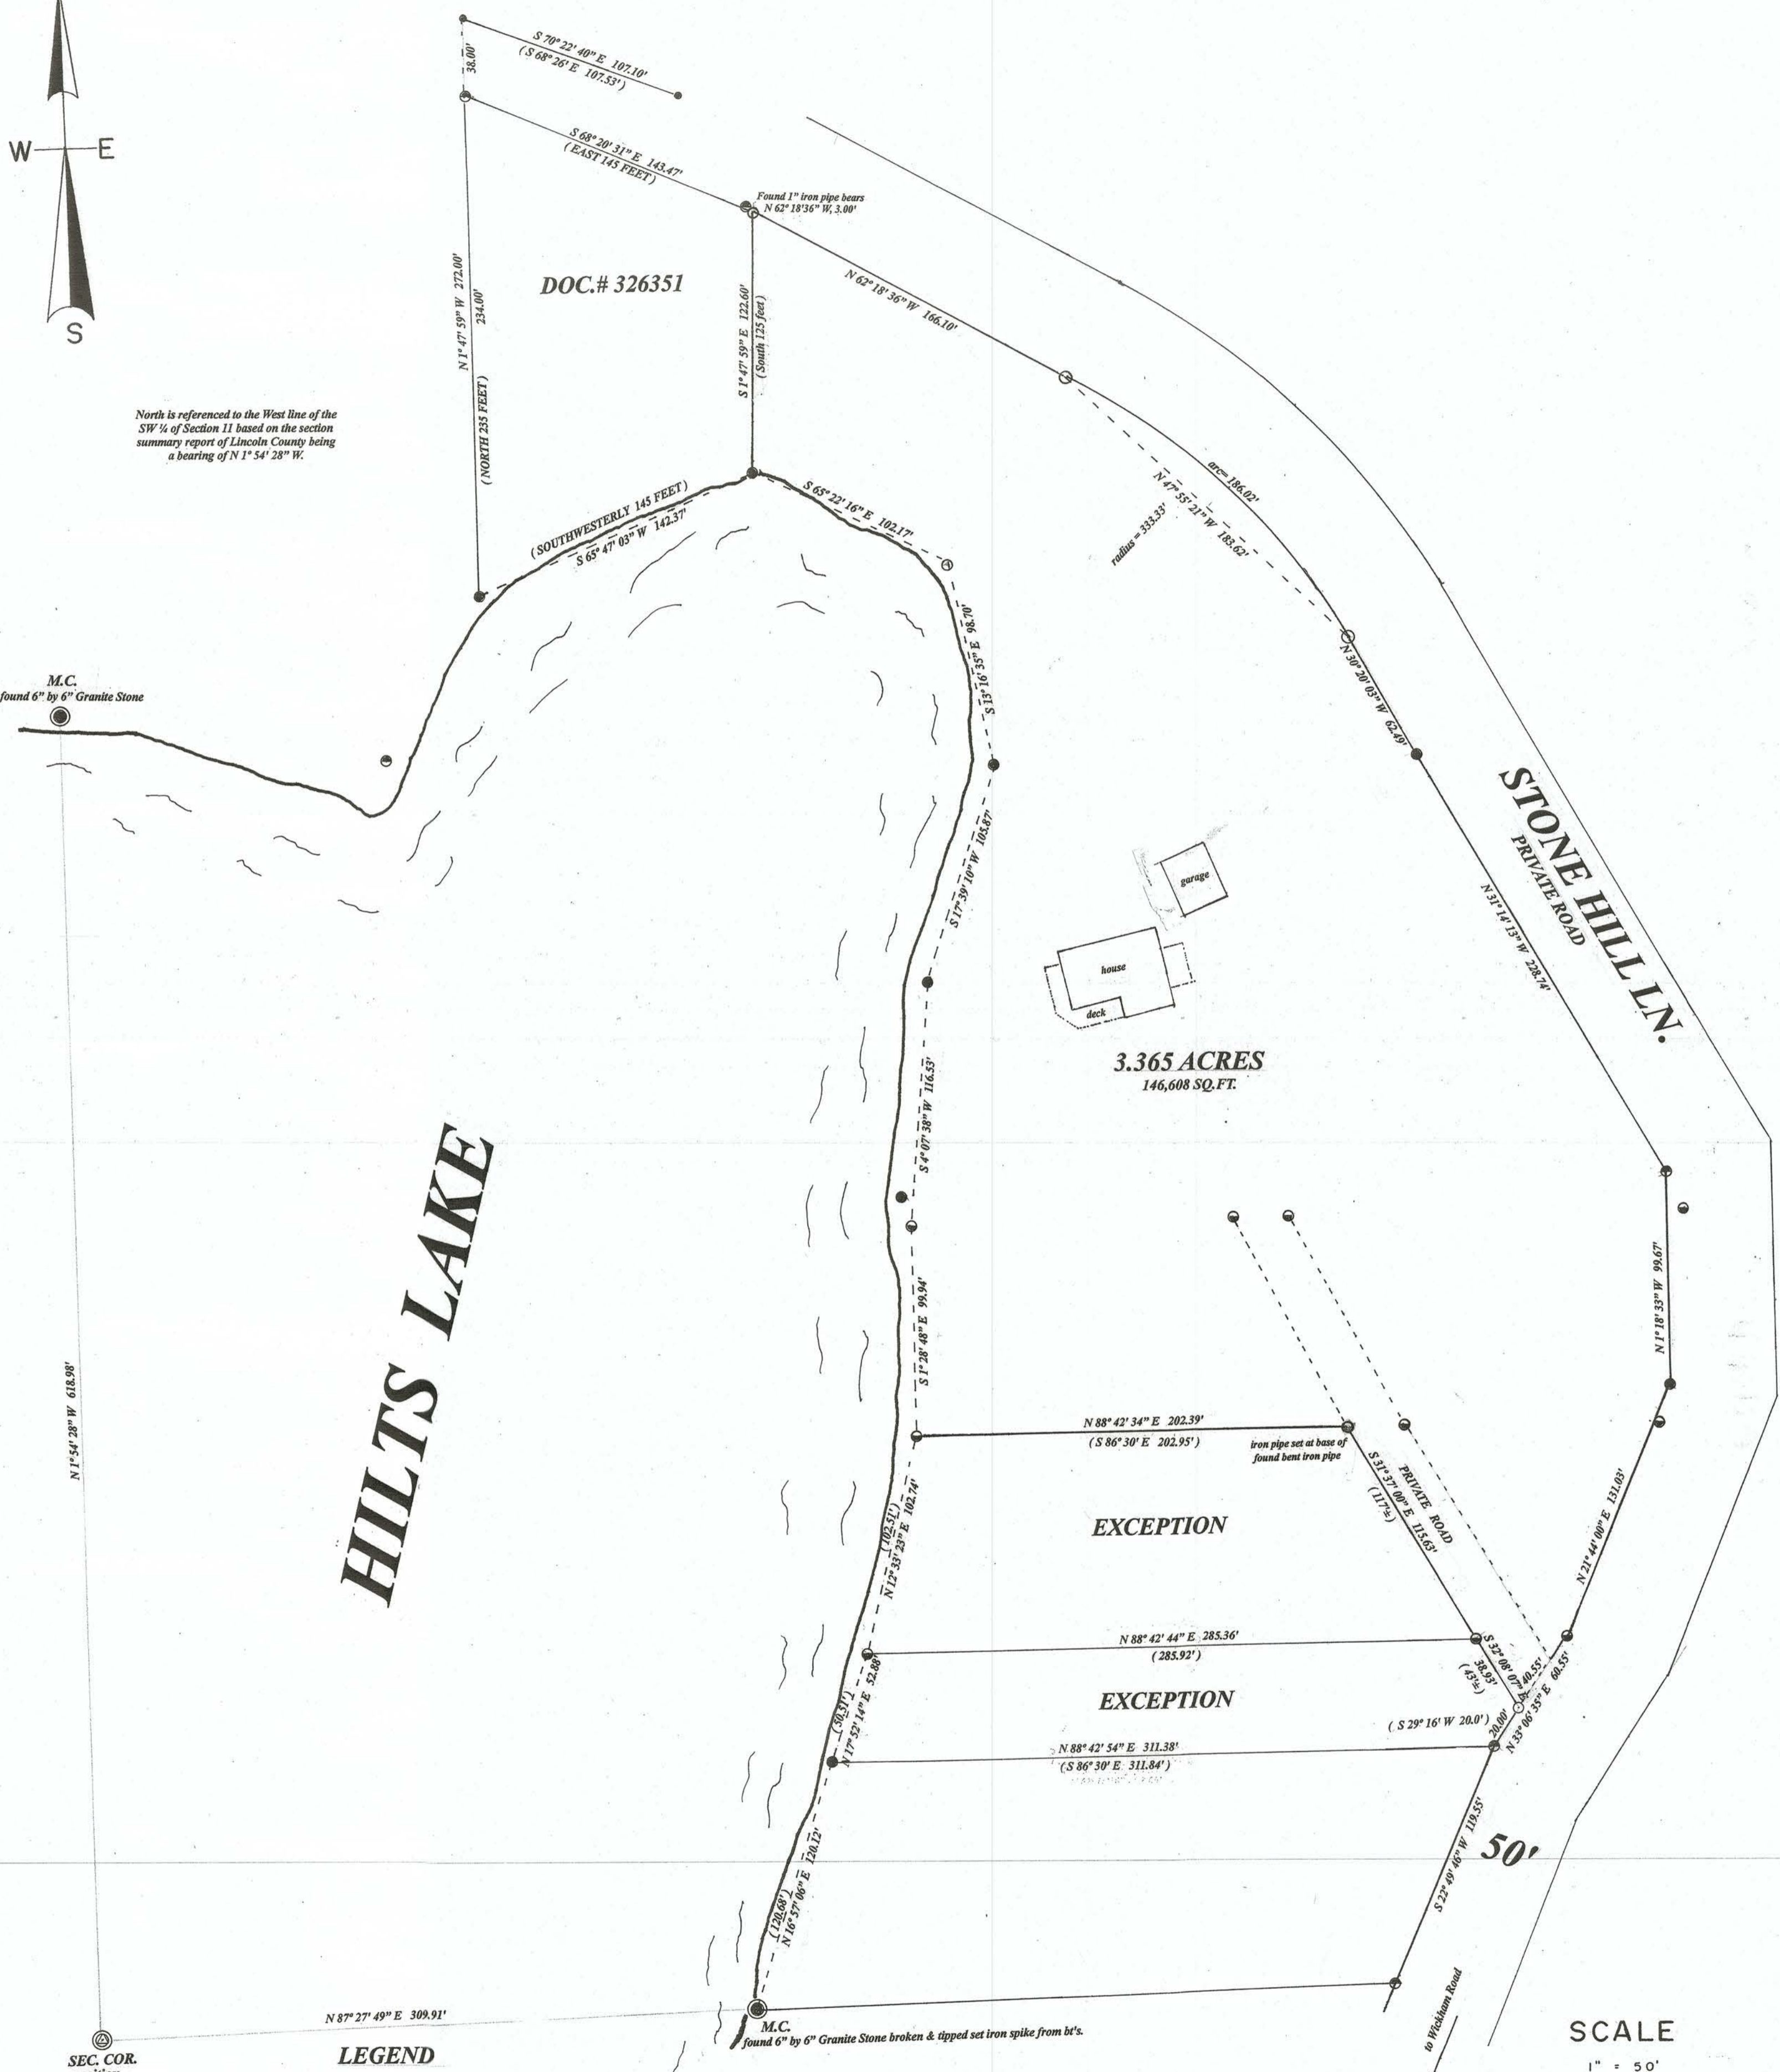 S 70° 22' 40" E 107.10'
( S 68° 26' E 107.53' )
38.00'
W
E
S
S 68° 20' 31" E 143.47'
( EAST 145 FEET )
Found 1" iron pipe bears
N 62° 18'36" W, 3.00'
DOC.# 326351
N 1° 47' 59" W 272.00'
234.00'
( NORTH 235 FEET )
S 1° 47' 59" E 122.60'
( South 125 feet )
N 62° 18' 36" W 166.10'
North is referenced to the West line of the
SW ¼ of Section 11 based on the section
summary report of Lincoln County being
a bearing of N 1° 54' 28" W.
( SOUTHWESTERLY 145 FEET )
S 65° 47' 03" W 142.37'
S 65° 22' 16" E 102.17'
arc= 186.02'
N 47° 55' 21" W 183.62'
radius = 333.33'
S 13° 16' 35" E 98.70'
N 30° 20' 03" W 62.49'
M.C.
found 6" by 6" Granite Stone
S 17° 39' 10" W 105.87'
garage
house
deck
STONE HILL LN.
PRIVATE ROAD
N 31° 14' 13" W 228.74'
3.365 ACRES
146,608 SQ.FT.
S 4° 07' 38" W 116.53'
HILTS LAKE
N 1° 54' 28" W 618.98'
S 1° 28' 48" E 99.94'
N 1° 18' 33" W 99.67'
N 88° 42' 34" E 202.39'
( S 86° 30' E 202.95' )
iron pipe set at base of
found bent iron pipe
S 31° 37' 00" E 115.63'
(117'±)
PRIVATE ROAD
N 21° 44' 00" E 131.03'
(102.51')
N 12° 33' 23" E 102.74'
EXCEPTION
N 88° 42' 44" E 285.36'
( 285.92' )
S 32° 08' 07" E
38.93'
(43'±)
40.55'
N 33° 06' 35" E 60.55'
20.00'
EXCEPTION
( S 29° 16' W 20.0' )
(50.51')
N 17° 52' 14" E 52.88'
N 88° 42' 54" E 311.38'
( S 86° 30' E 311.84' )
S 22° 49' 46" W 119.55'
50'
(120.68')
N 16° 57' 06" E 120.12'
to Wickham Road
N 87° 27' 49" E 309.91'
M.C.
found 6" by 6" Granite Stone broken & tipped set iron spike from bt's.
SEC. COR.
LEGEND
SCALE
1" = 50'